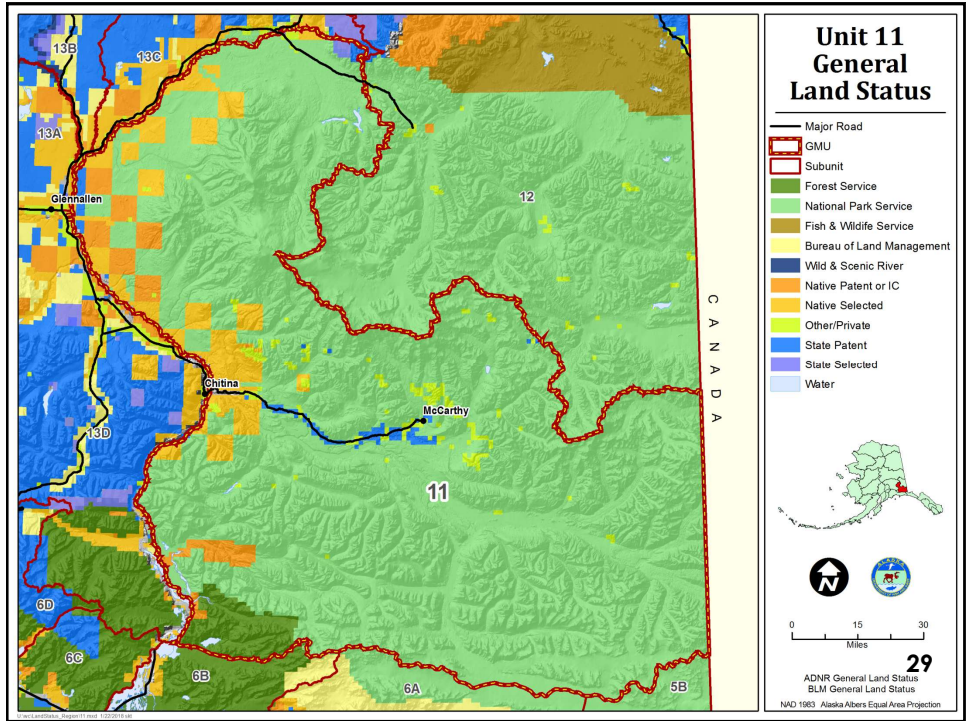 Unit 11
General
Land Status
Major Road
GMU
Subunit
Forest Service
National Park Service
Fish & Wildlife Service
Bureau of Land Management
Wild & Scenic River
Native Patent or IC
Native Selected
Other/Private
State Patent
State Selected
Water
13B
13C
13A
Glennallen
12
CANADA
Chitina
McCarthy
13D
11
6D
6C
6B
6A
5B
N
ALASKA
0 15 30
Miles
29
ADNR General Land Status
BLM General Land Status
NAD 1983 Alaska Albers Equal Area Projection